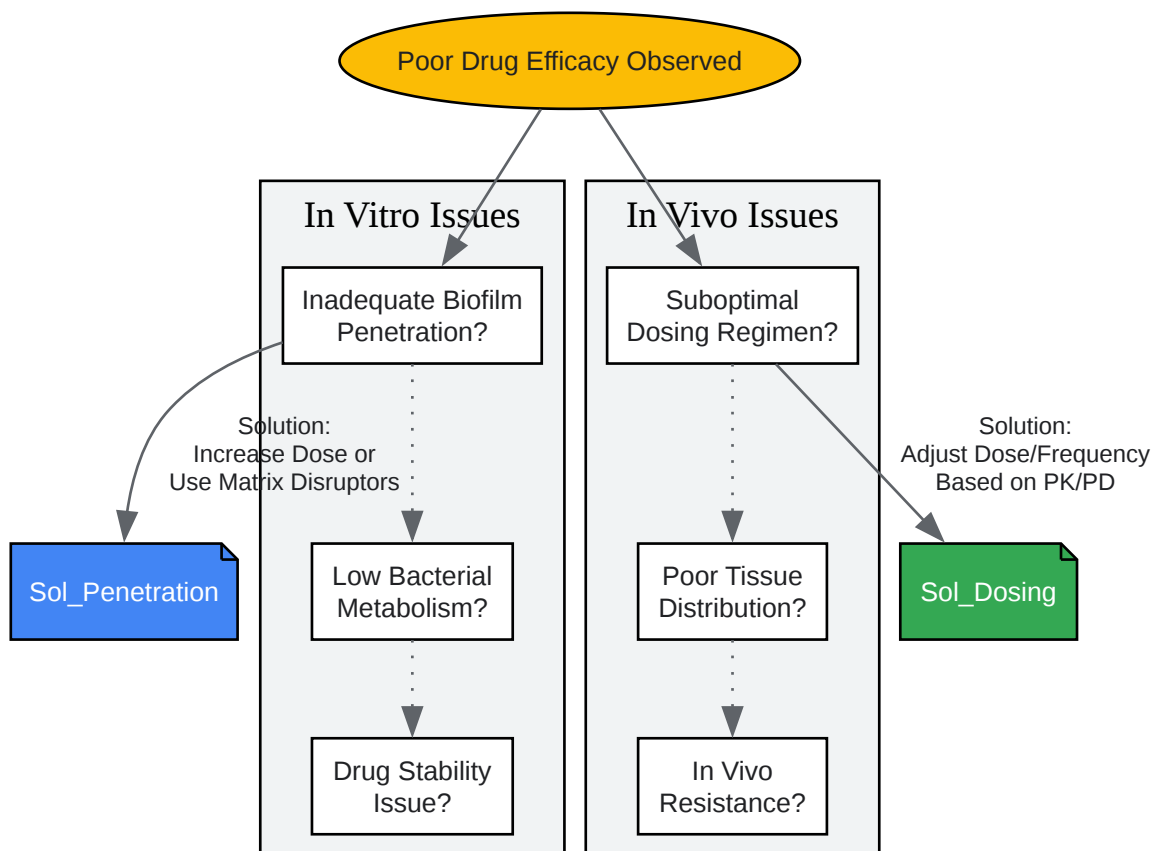 Poor Drug Efficacy Observed
In Vitro Issues
In Vivo Issues
Inadequate Biofilm
Penetration?
Suboptimal
Dosing Regimen?
Solution:
Increase Dose or
Use Matrix Disruptors
Solution:
Adjust Dose/Frequency
Based on PK/PD
Sol_Penetration
Low Bacterial
Metabolism?
Poor Tissue
Distribution?
Sol_Dosing
Drug Stability
Issue?
In Vivo
Resistance?